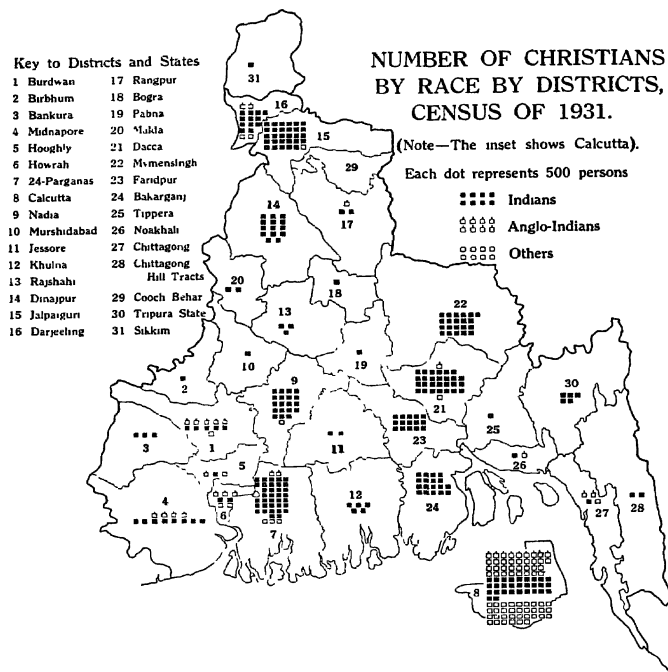 NUMBER OF CHRISTIANS
BY RACE BY DISTRICTS,
CENSUS OF 1931.
(Note—The inset shows Calcutta).
Each dot represents 500 persons
Indians
Anglo-Indians
Others
Key to Districts and States
1 Burdwan
2 Birbhum
3 Bankura
4 Midnapore
5 Hooghly
6 Howrah
7 24-Parganas
8 Calcutta
9 Nadia
10 Murshidabad
11 Jessore
12 Khulna
13 Rajshahi
14 Dinajpur
15 Jalpaiguri
16 Darjeeling
17 Rangpur
18 Bogra
19 Pabna
20 Malda
21 Dacca
22 Mymensingh
23 Faridpur
24 Bakarganj
25 Tippera
26 Noakhali
27 Chittagong
28 Chittagong
Hill Tracts
29 Cooch Behar
30 Tripura State
31 Sikkim
31
16
15
29
14
17
20
18
13
22
10
19
2
9
21
30
3
1
11
23
25
5
26
4
6
7
12
24
27
28
8